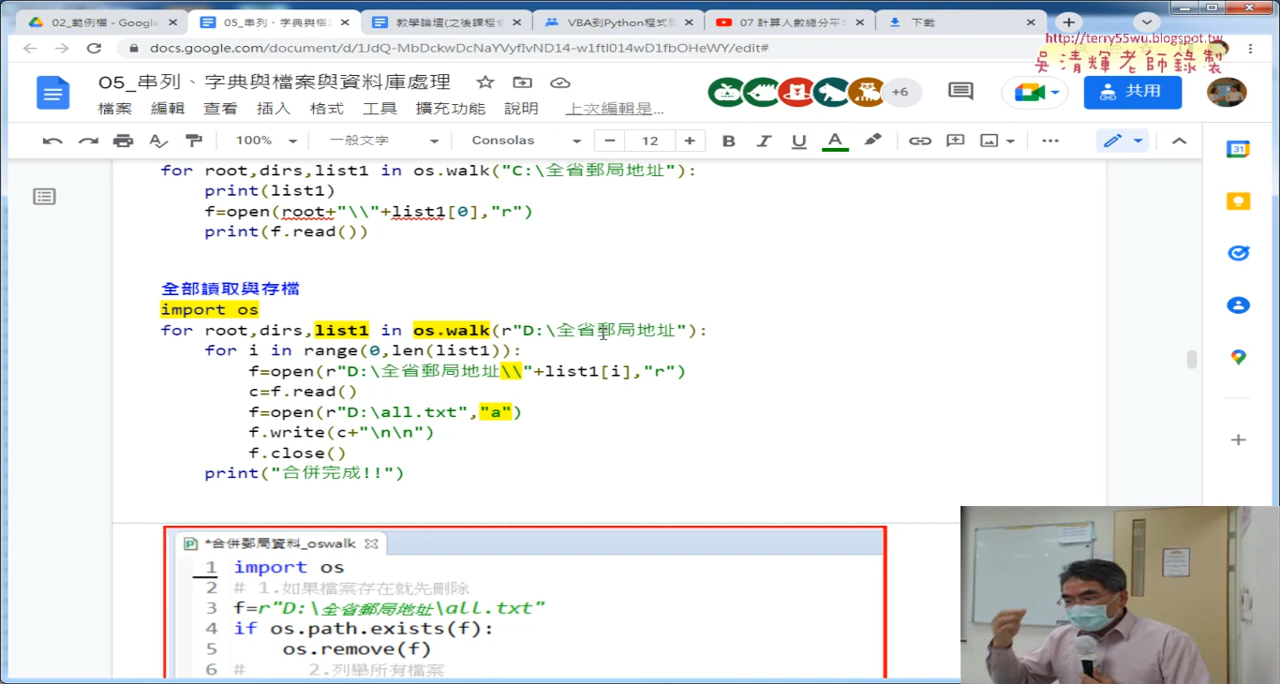 02_範例檔 - Google
05_串列、字典與檔
教學論壇(之後課程會
VBA到Python程式
07 計算人數總分平
下載
docs.google.com/document/d/1JdQ-MbDckwDcNaYVyfIvND14-w1ftl014wD1fbOHeWY/edit#
http://terry55wu.blogspot.tw
吳清輝老師錄製
05_串列、字典與檔案與資料庫處理
檔案 編輯 查看 插入 格式 工具 擴充功能 說明 上次編輯是...
+6
共用
100% 一般文字 Consolas 12 B I U A
31
for root,dirs,list1 in os.walk("C:\全省郵局地址"):
print(list1)
f=open(root+"\\"+list1[0],"r")
print(f.read())
全部讀取與存檔
import os
for root,dirs,list1 in os.walk(r"D:\全省郵局地址"):
for i in range(0,len(list1)):
f=open(r"D:\全省郵局地址\\"+list1[i],"r")
c=f.read()
f=open(r"D:\all.txt","a")
f.write(c+"\n\n")
f.close()
print("合併完成!!")
*合併郵局資料_oswalk
1 import os
2 # 1.如果檔案存在就先刪除
3 f=r"D:\全省郵局地址\all.txt"
4 if os.path.exists(f):
5 os.remove(f)
6 # 2.列舉所有檔案